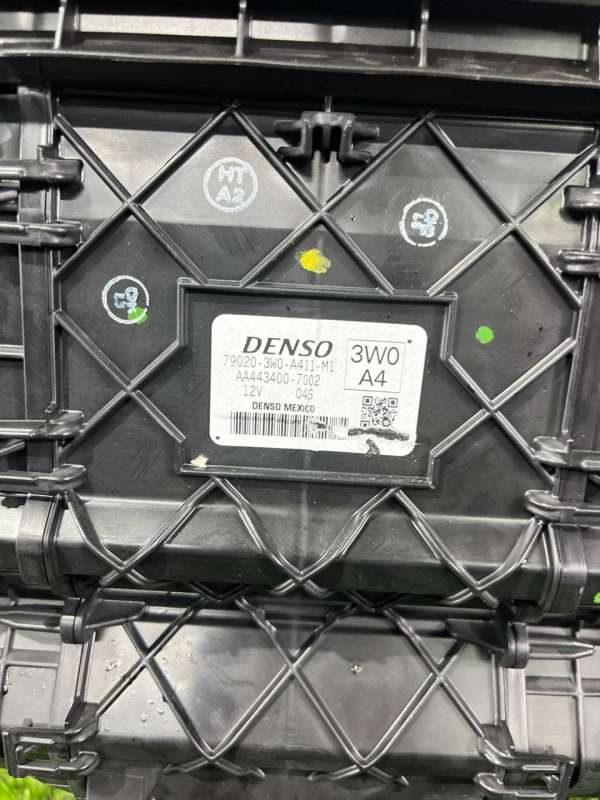 HT
A2
DENSO
3W0
A4
79020-3W0-A411-M1
AA443400-7002
12V 04G
DENSO MEXICO